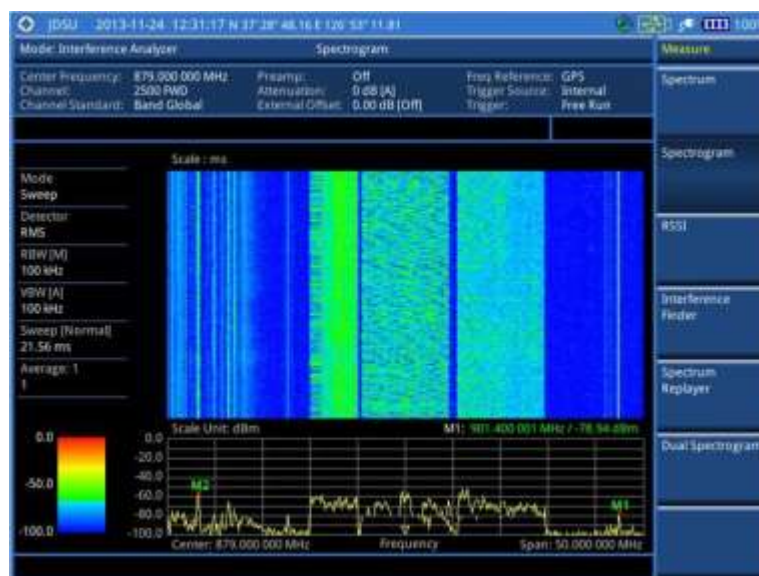 JDSU 2013-11-24 12:31:17 N 37° 28' 48.16 E 126° 53' 11.81 100%
Mode: Interference Analyzer Spectrogram Measure
Center Frequency: 879.000 000 MHz Preamp: Off Freq Reference: GPS
Channel: 2500 FWD Attenuation: 0 dB [A] Trigger Source: Internal
Channel Standard: Band Global External Offset: 0.00 dB [Off] Trigger: Free Run
Spectrum
Spectrogram
RSSI
Interference
Finder
Spectrum
Replayer
Dual Spectrogram
Scale : ms
Mode
Sweep
Detector
RMS
RBW [M]
100 kHz
VBW [A]
100 kHz
Sweep [Normal]
21.56 ms
Average: 1
1
Scale Unit: dBm M1: 901.400 001 MHz / -78.94 dBm
0.0
-50.0
-100.0
0.0
-20.0
-40.0
-60.0
-80.0
-100.0
M2
M1
Center: 879.000 000 MHz Frequency Span: 50.000 000 MHz